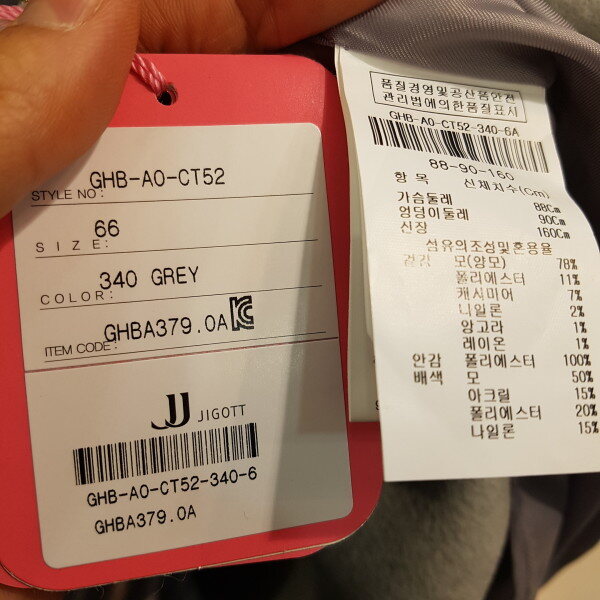 GHB-AO-CT52
STYLE NO:
66
SIZE:
340 GREY
COLOR:
GHBA379.0A
ITEM CODE:
JJ JIGOTT
GHB-AO-CT52-340-6
GHBA379.0A
품질경영및공산품안전
관리법에의한품질표시
GHB-AO-CT52-340-6A
88-90-160
항 목 신체치수(Cm)
가슴둘레 88Cm
엉덩이둘레 90Cm
신장 160Cm
섬유의조성및혼용율
겉감 모(양모) 78%
폴리에스터 11%
캐시미어 7%
나일론 2%
앙고라 1%
레이온 1%
안감 폴리에스터 100%
배색 모 50%
아크릴 15%
폴리에스터 20%
나일론 15%